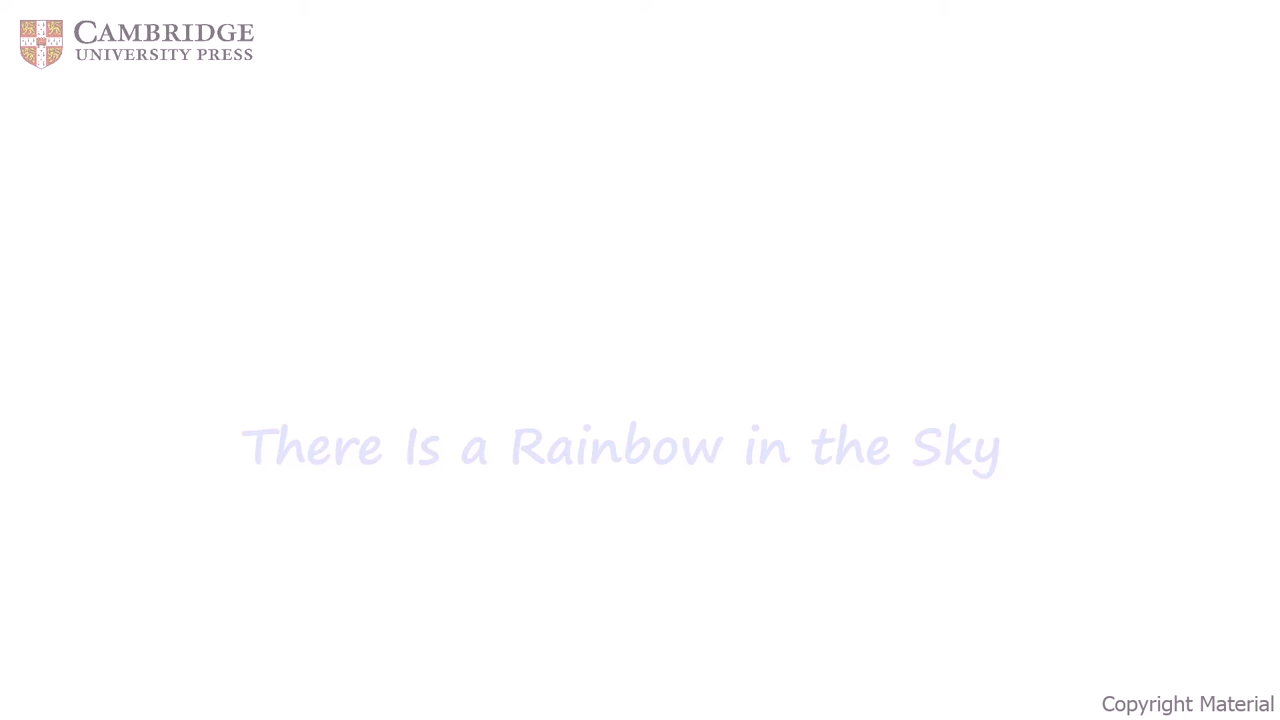 CAMBRIDGE
UNIVERSITY PRESS
There Is a Rainbow in the Sky
Copyright Material